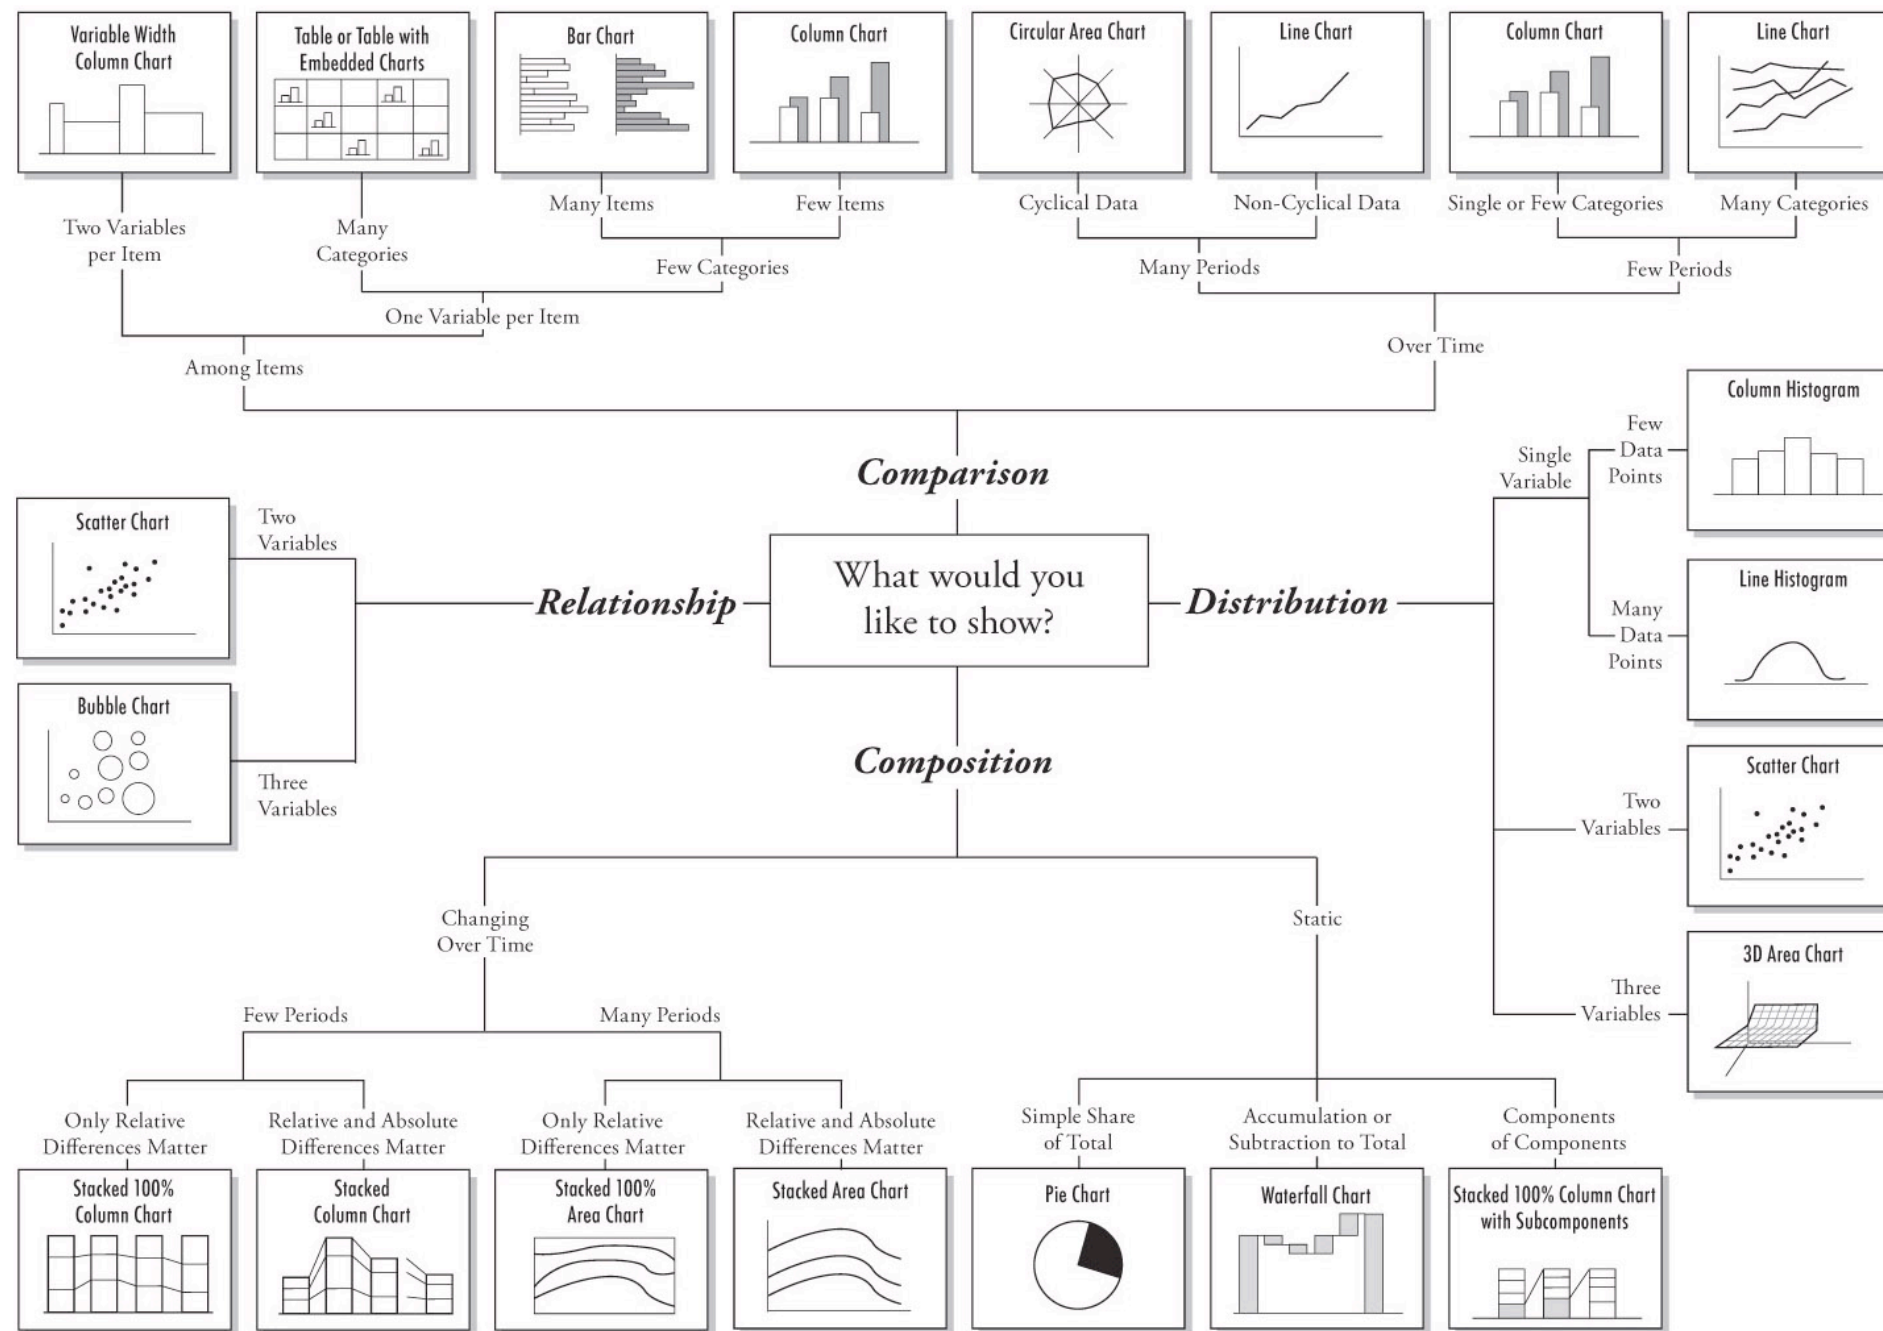 Variable Width
Column Chart
Table or Table with
Embedded Charts
Bar Chart
Column Chart
Circular Area Chart
Line Chart
Column Chart
Line Chart
Two Variables
per Item
Many
Categories
Many Items
Few Items
Cyclical Data
Non-Cyclical Data
Single or Few Categories
Many Categories
Few Categories
Many Periods
Few Periods
One Variable per Item
Among Items
Over Time
Comparison
What would you
like to show?
Relationship
Two
Variables
Scatter Chart
Three
Variables
Bubble Chart
Distribution
Single
Variable
Few
Data
Points
Column Histogram
Many
Data
Points
Line Histogram
Two
Variables
Scatter Chart
Three
Variables
3D Area Chart
Composition
Changing
Over Time
Static
Few Periods
Many Periods
Only Relative
Differences Matter
Relative and Absolute
Differences Matter
Only Relative
Differences Matter
Relative and Absolute
Differences Matter
Simple Share
of Total
Accumulation or
Subtraction to Total
Components
of Components
Stacked 100%
Column Chart
Stacked
Column Chart
Stacked 100%
Area Chart
Stacked Area Chart
Pie Chart
Waterfall Chart
Stacked 100% Column Chart
with Subcomponents